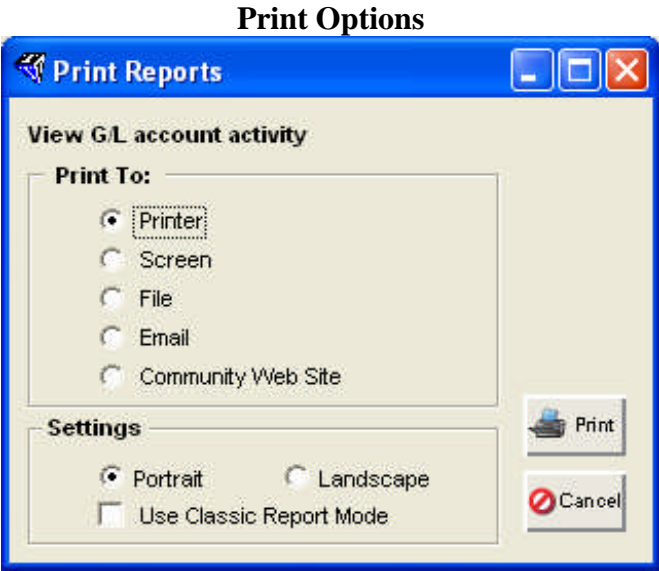 Print Options
Print Reports
View G/L account activity
Print To:
Printer
Screen
File
Email
Community Web Site
Settings
Portrait Landscape
Use Classic Report Mode
Print
Cancel